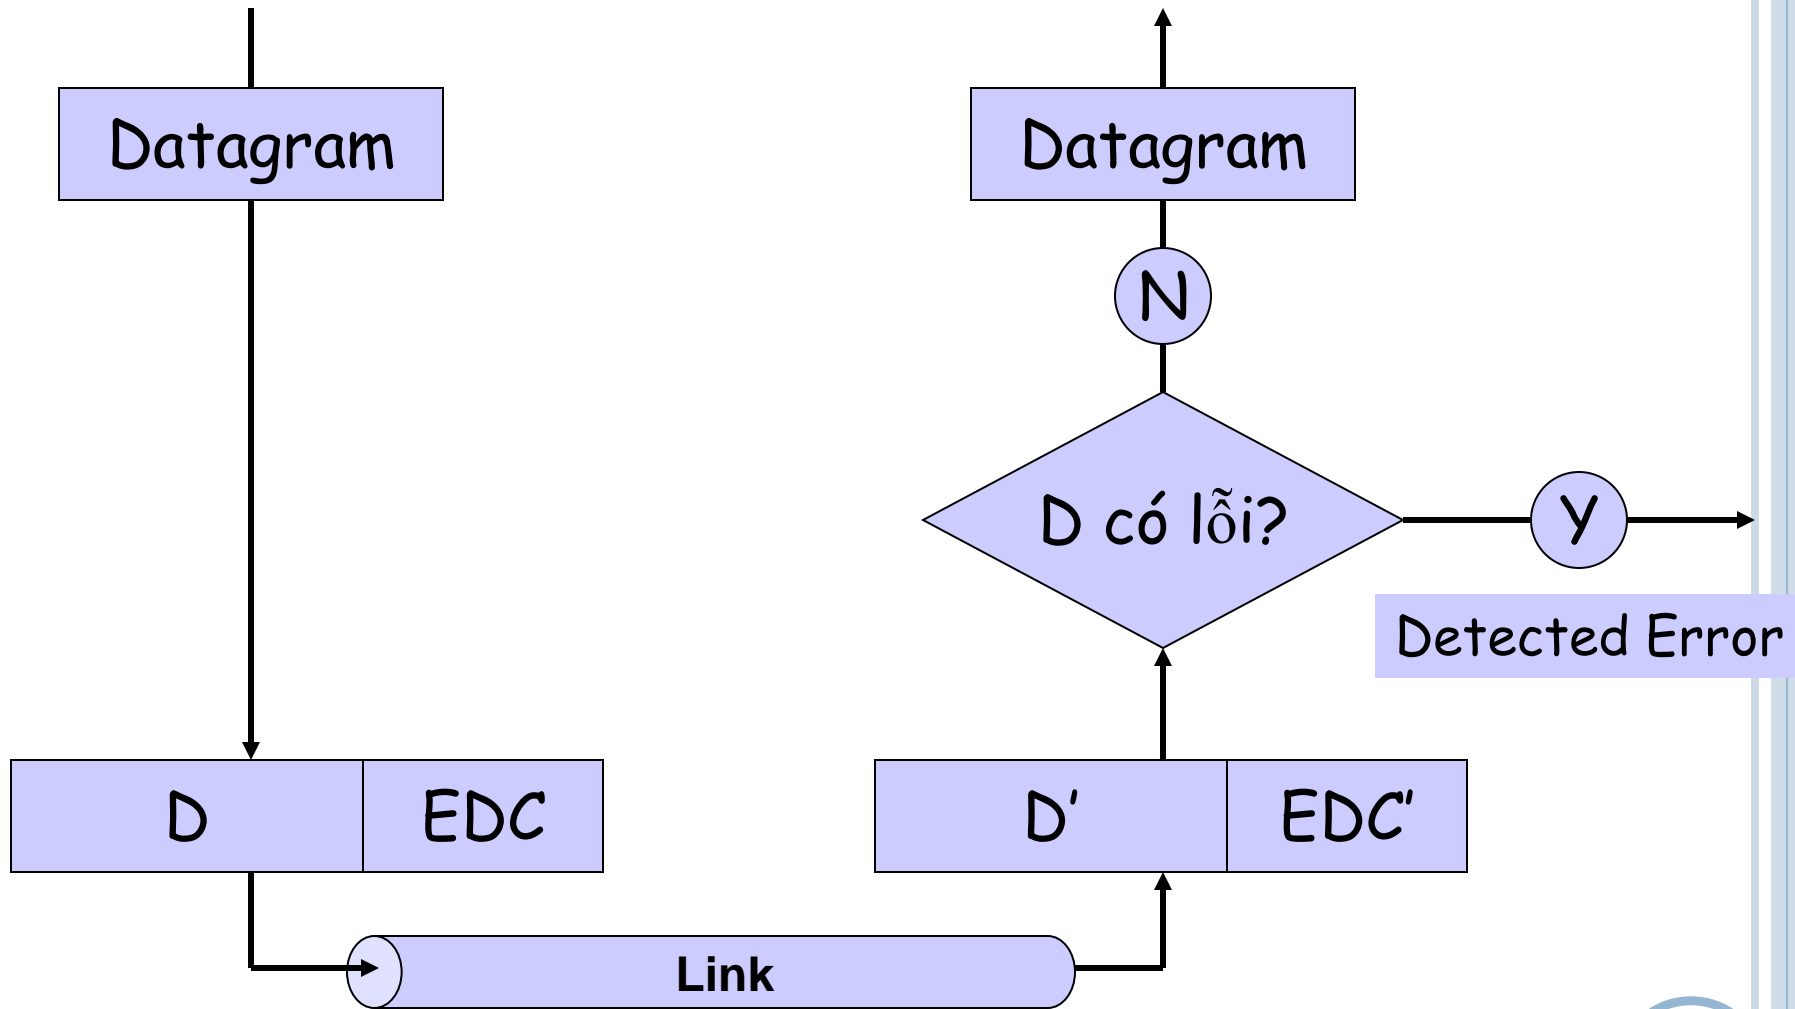 Datagram
Datagram
N
D có lỗi?
Y
Detected Error
D
EDC
D'
EDC'
Link